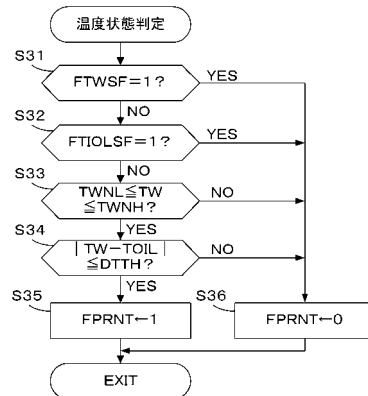 温度状態判定
S31
FTWSF=1?
YES
NO
S32
FTIOLSF=1?
YES
NO
S33
TWNL≦TW
≦TWNH?
NO
YES
S34
|TW−TOIL|
≦DTTH?
NO
YES
S35
FPRNT←1
S36
FPRNT←0
EXIT